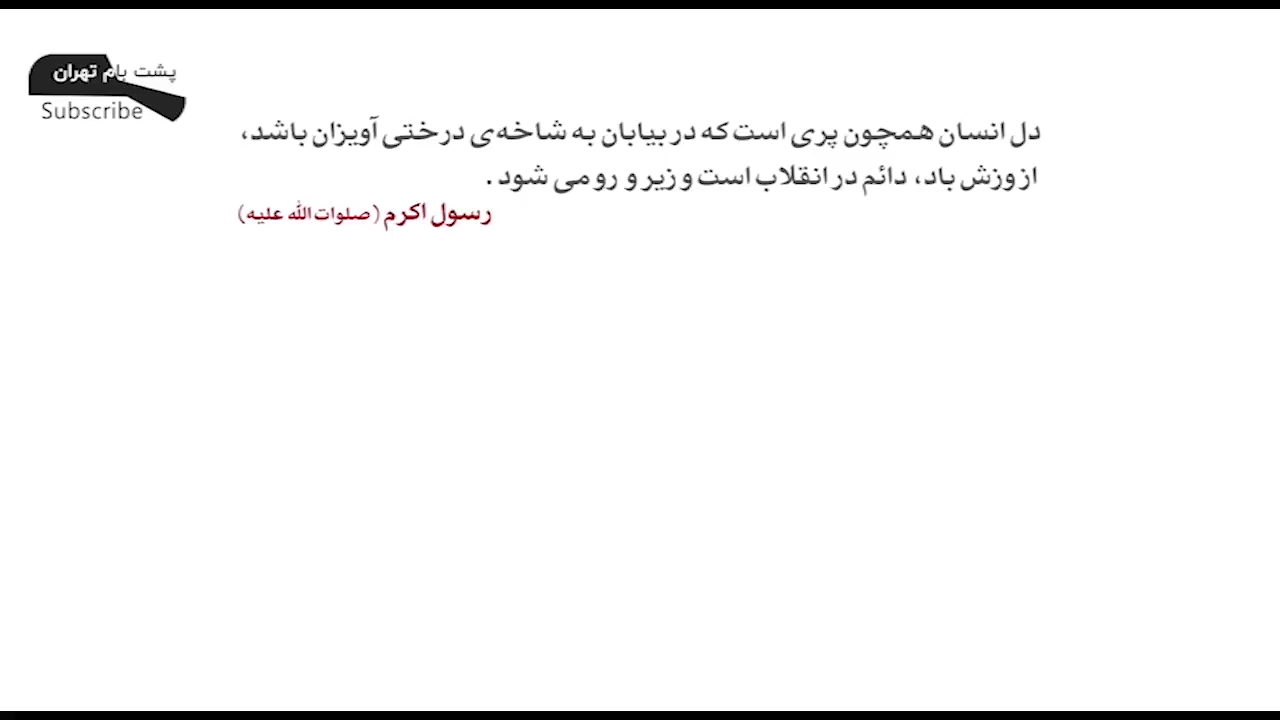 پشت بام تهران
Subscribe
دل انسان همچون پری است که در بیابان به شاخه‌ی درختی آویزان باشد،
از وزش باد، دائم در انقلاب است و زیر و رو می شود .
رسول اکرم (صلوات الله علیه)